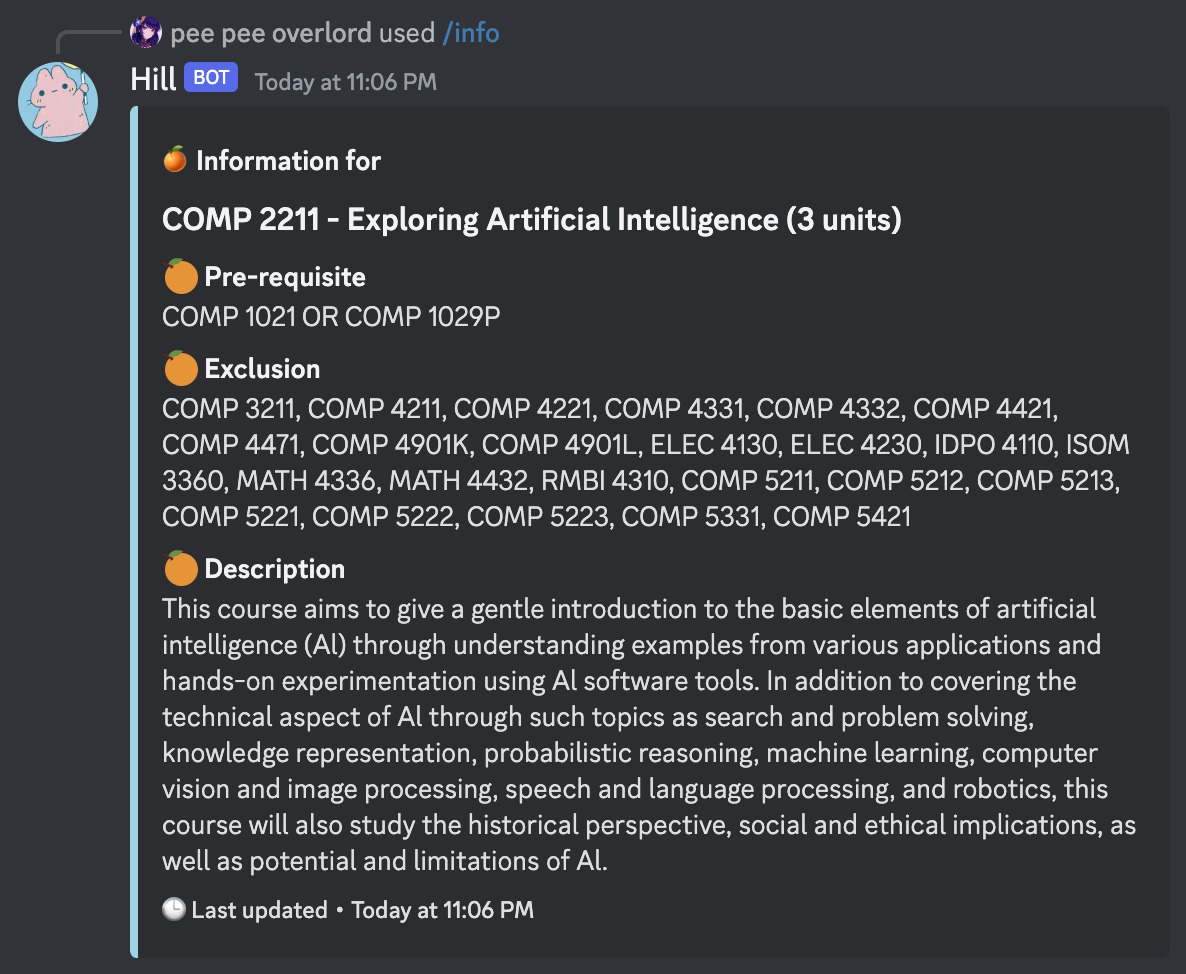 pee pee overlord used /info
Hill BOT Today at 11:06 PM
Information for
COMP 2211 - Exploring Artificial Intelligence (3 units)
Pre-requisite
COMP 1021 OR COMP 1029P
Exclusion
COMP 3211, COMP 4211, COMP 4221, COMP 4331, COMP 4332, COMP 4421,
COMP 4471, COMP 4901K, COMP 4901L, ELEC 4130, ELEC 4230, IDPO 4110, ISOM
3360, MATH 4336, MATH 4432, RMBI 4310, COMP 5211, COMP 5212, COMP 5213,
COMP 5221, COMP 5222, COMP 5223, COMP 5331, COMP 5421
Description
This course aims to give a gentle introduction to the basic elements of artificial
intelligence (Al) through understanding examples from various applications and
hands-on experimentation using Al software tools. In addition to covering the
technical aspect of Al through such topics as search and problem solving,
knowledge representation, probabilistic reasoning, machine learning, computer
vision and image processing, speech and language processing, and robotics, this
course will also study the historical perspective, social and ethical implications, as
well as potential and limitations of Al.
Last updated • Today at 11:06 PM